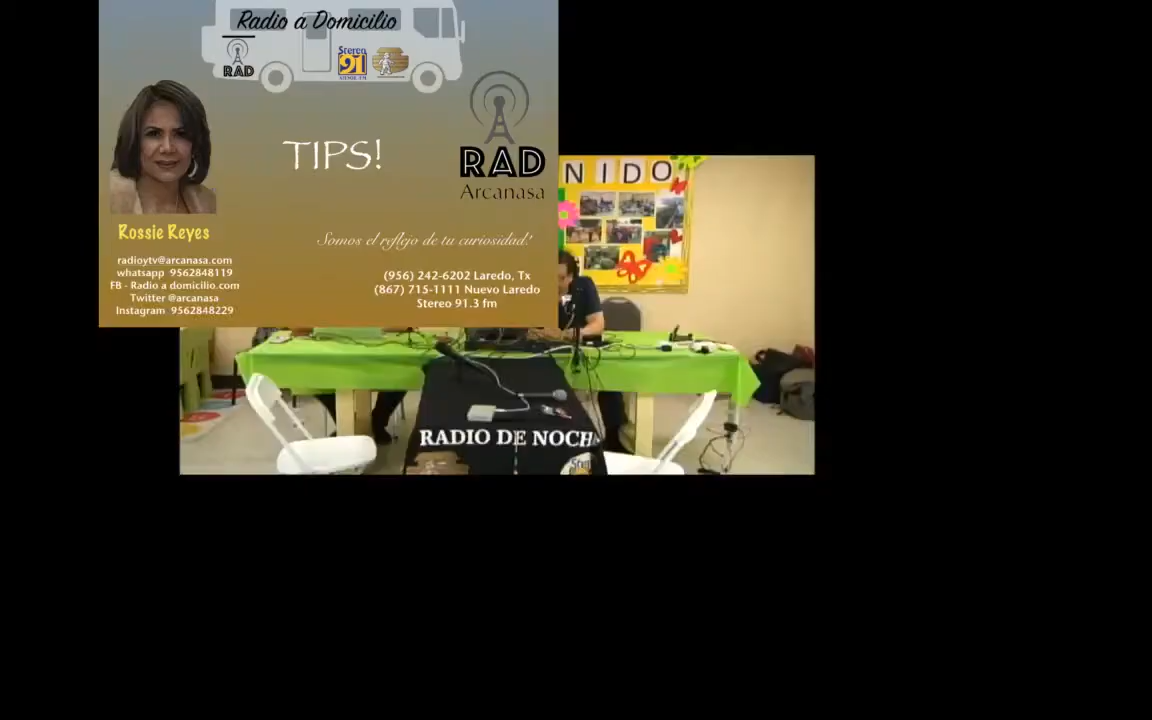 Radio a Domicilio
RAD
Stereo
91
TIPS!
RAD
Arcanasa
Rossie Reyes
Somos el reflejo de tu curiosidad!
radioytv@arcanasa.com
whatsapp 9562848119
FB - Radio a domicilio.com
Twitter @arcanasa
Instagram 9562848229
(956) 242-6202 Laredo, Tx
(867) 715-1111 Nuevo Laredo
Stereo 91.3 fm
NIDO
RADIO DE NOCH